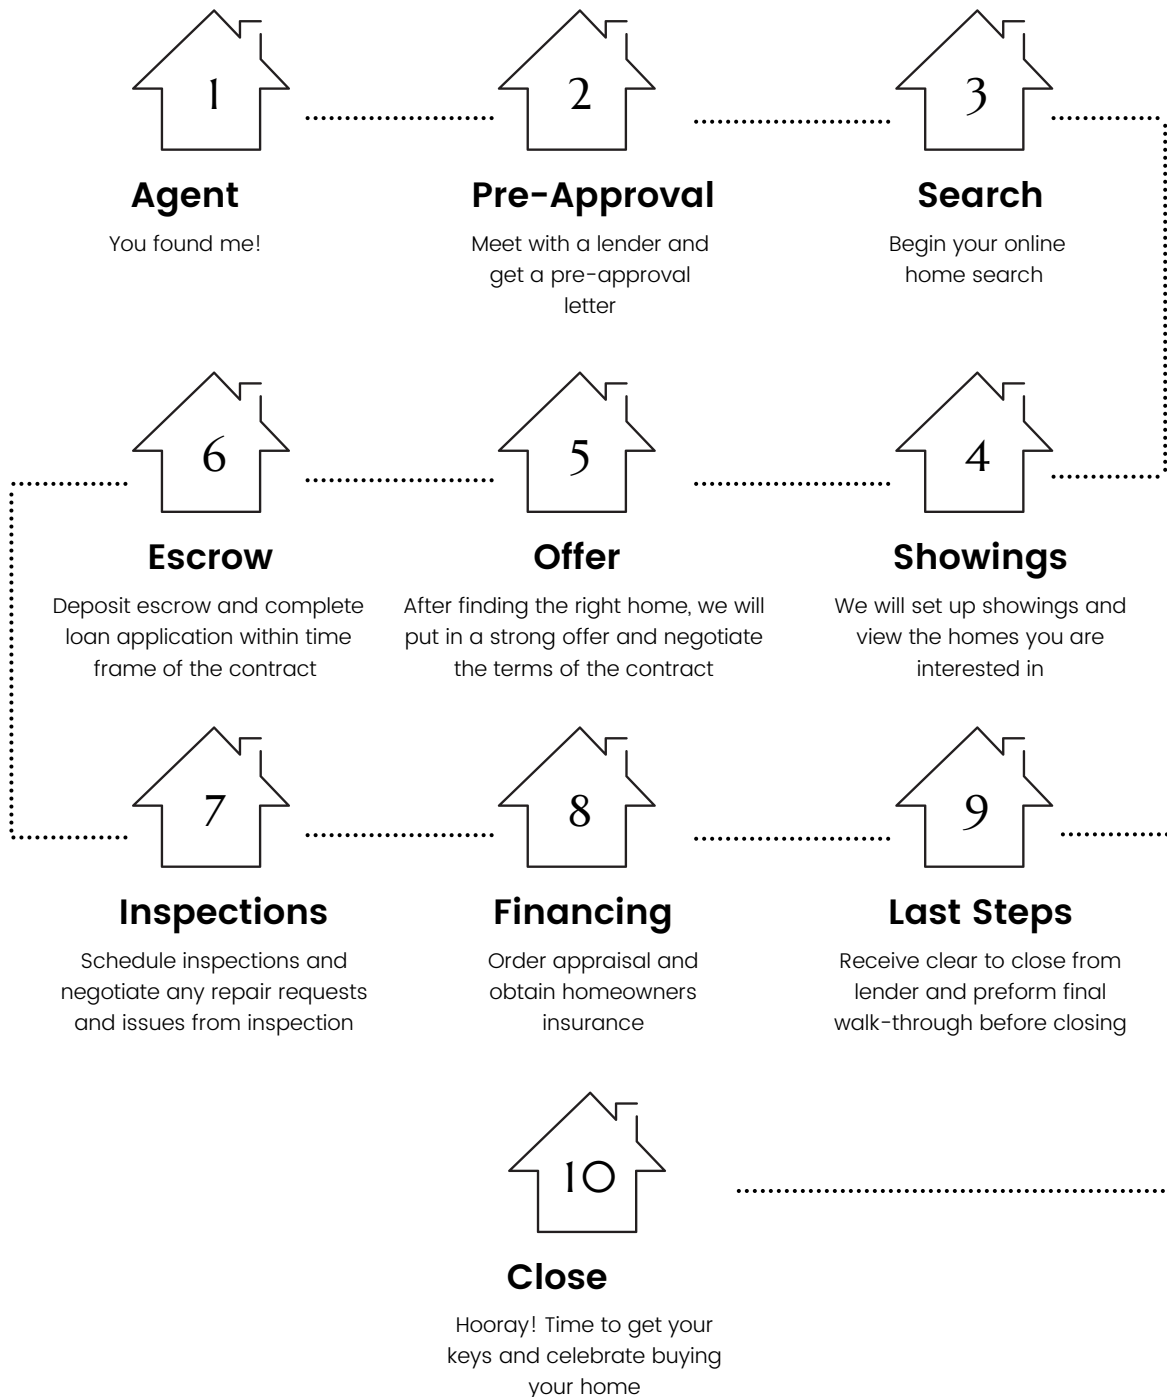 1
Agent
You found me!
2
Pre-Approval
Meet with a lender and
get a pre-approval
letter
3
Search
Begin your online
home search
4
Showings
We will set up showings and
view the homes you are
interested in
5
Offer
After finding the right home, we will
put in a strong offer and negotiate
the terms of the contract
6
Escrow
Deposit escrow and complete
loan application within time
frame of the contract
7
Inspections
Schedule inspections and
negotiate any repair requests
and issues from inspection
8
Financing
Order appraisal and
obtain homeowners
insurance
9
Last Steps
Receive clear to close from
lender and preform final
walk-through before closing
10
Close
Hooray! Time to get your
keys and celebrate buying
your home